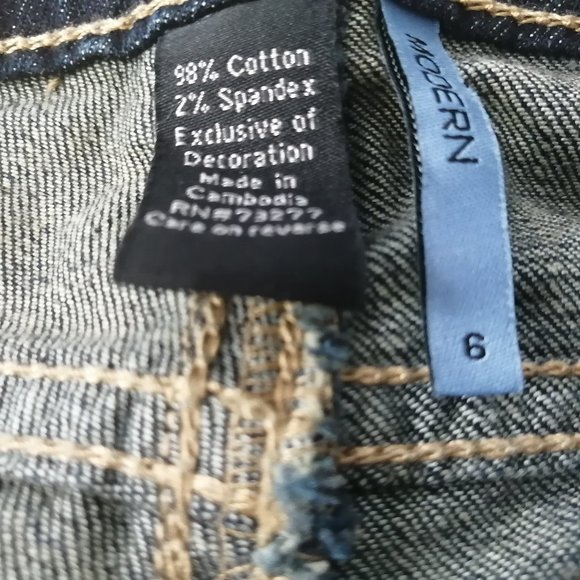 98% Cotton
2% Spandex
Exclusive of
Decoration
Made in
Cambodia
RN#73277
Care on reverse
MODERN
6